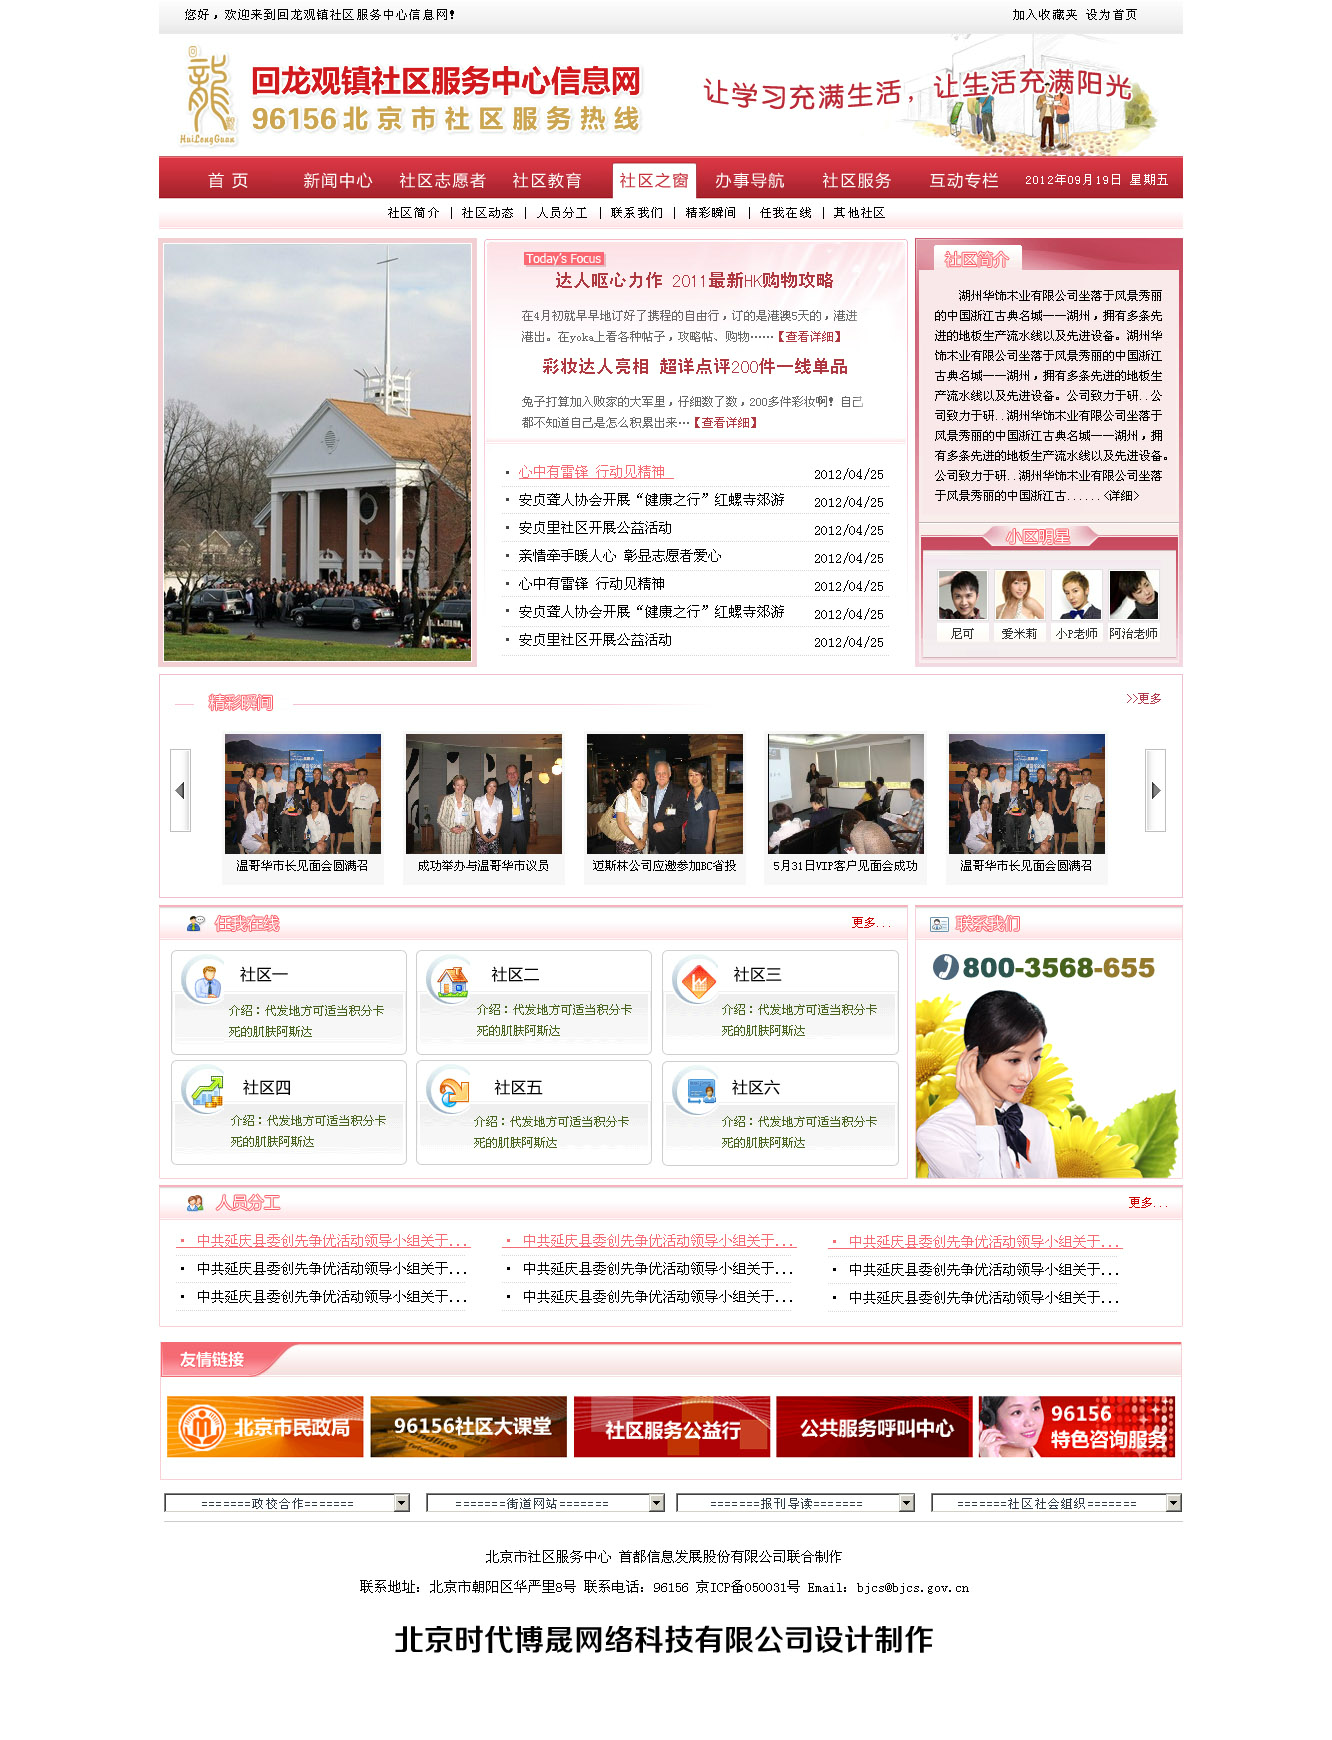 您好，欢迎来到回龙观镇社区服务中心信息网！
加入收藏夹 设为首页
HuiLongGuan
回龙观镇社区服务中心信息网
96156北京市社区服务热线
让学习充满生活，让生活充满阳光
首 页 新闻中心 社区志愿者 社区教育 社区之窗 办事导航 社区服务 互动专栏 2012年09月19日 星期五
社区简介 | 社区动态 | 人员分工 | 联系我们 | 精彩瞬间 | 任我在线 | 其他社区
Today's Focus
达人呕心力作 2011最新HK购物攻略
在4月初就早早地订好了携程的自由行，订的是港澳5天的，港进
港出。在yoka上看各种帖子，攻略帖、购物……【查看详细】
彩妆达人亮相 超详点评200件一线单品
兔子打算加入败家的大军里，仔细数了数，200多件彩妆啊！自己
都不知道自己是怎么积累出来…【查看详细】
心中有雷锋 行动见精神 2012/04/25
安贞聋人协会开展“健康之行”红螺寺郊游 2012/04/25
安贞里社区开展公益活动 2012/04/25
亲情牵手暖人心 彰显志愿者爱心 2012/04/25
心中有雷锋 行动见精神 2012/04/25
安贞聋人协会开展“健康之行”红螺寺郊游 2012/04/25
安贞里社区开展公益活动 2012/04/25
社区简介
湖州华饰木业有限公司坐落于风景秀丽
的中国浙江古典名城——湖州，拥有多条先
进的地板生产流水线以及先进设备。湖州华
饰木业有限公司坐落于风景秀丽的中国浙江
古典名城——湖州，拥有多条先进的地板生
产流水线以及先进设备。公司致力于研..公
司致力于研..湖州华饰木业有限公司坐落于
风景秀丽的中国浙江古典名城——湖州，拥
有多条先进的地板生产流水线以及先进设备。
公司致力于研..湖州华饰木业有限公司坐落
于风景秀丽的中国浙江古......<详细>
小区明星
尼可 爱米莉 小P老师 阿治老师
精彩瞬间
>>更多
温哥华市长见面会圆满召
成功举办与温哥华市议员
迈斯林公司应邀参加BC省投
5月31日VIP客户见面会成功
温哥华市长见面会圆满召
任我在线
更多...
社区一
介绍：代发地方可适当积分卡
死的肌肤阿斯达
社区二
介绍：代发地方可适当积分卡
死的肌肤阿斯达
社区三
介绍：代发地方可适当积分卡
死的肌肤阿斯达
社区四
介绍：代发地方可适当积分卡
死的肌肤阿斯达
社区五
介绍：代发地方可适当积分卡
死的肌肤阿斯达
社区六
介绍：代发地方可适当积分卡
死的肌肤阿斯达
联系我们
800-3568-655
人员分工
更多...
中共延庆县委创先争优活动领导小组关于... 中共延庆县委创先争优活动领导小组关于... 中共延庆县委创先争优活动领导小组关于...
中共延庆县委创先争优活动领导小组关于... 中共延庆县委创先争优活动领导小组关于... 中共延庆县委创先争优活动领导小组关于...
中共延庆县委创先争优活动领导小组关于... 中共延庆县委创先争优活动领导小组关于... 中共延庆县委创先争优活动领导小组关于...
友情链接
北京市民政局
96156社区大课堂
社区服务公益行
公共服务呼叫中心
96156
特色咨询服务
=======政校合作======= =======街道网站======= =======报刊导读======= =======社区社会组织=======
北京市社区服务中心 首都信息发展股份有限公司联合制作
联系地址：北京市朝阳区华严里8号 联系电话：96156 京ICP备050031号 Email：bjcs@bjcs.gov.cn
北京时代博晟网络科技有限公司设计制作